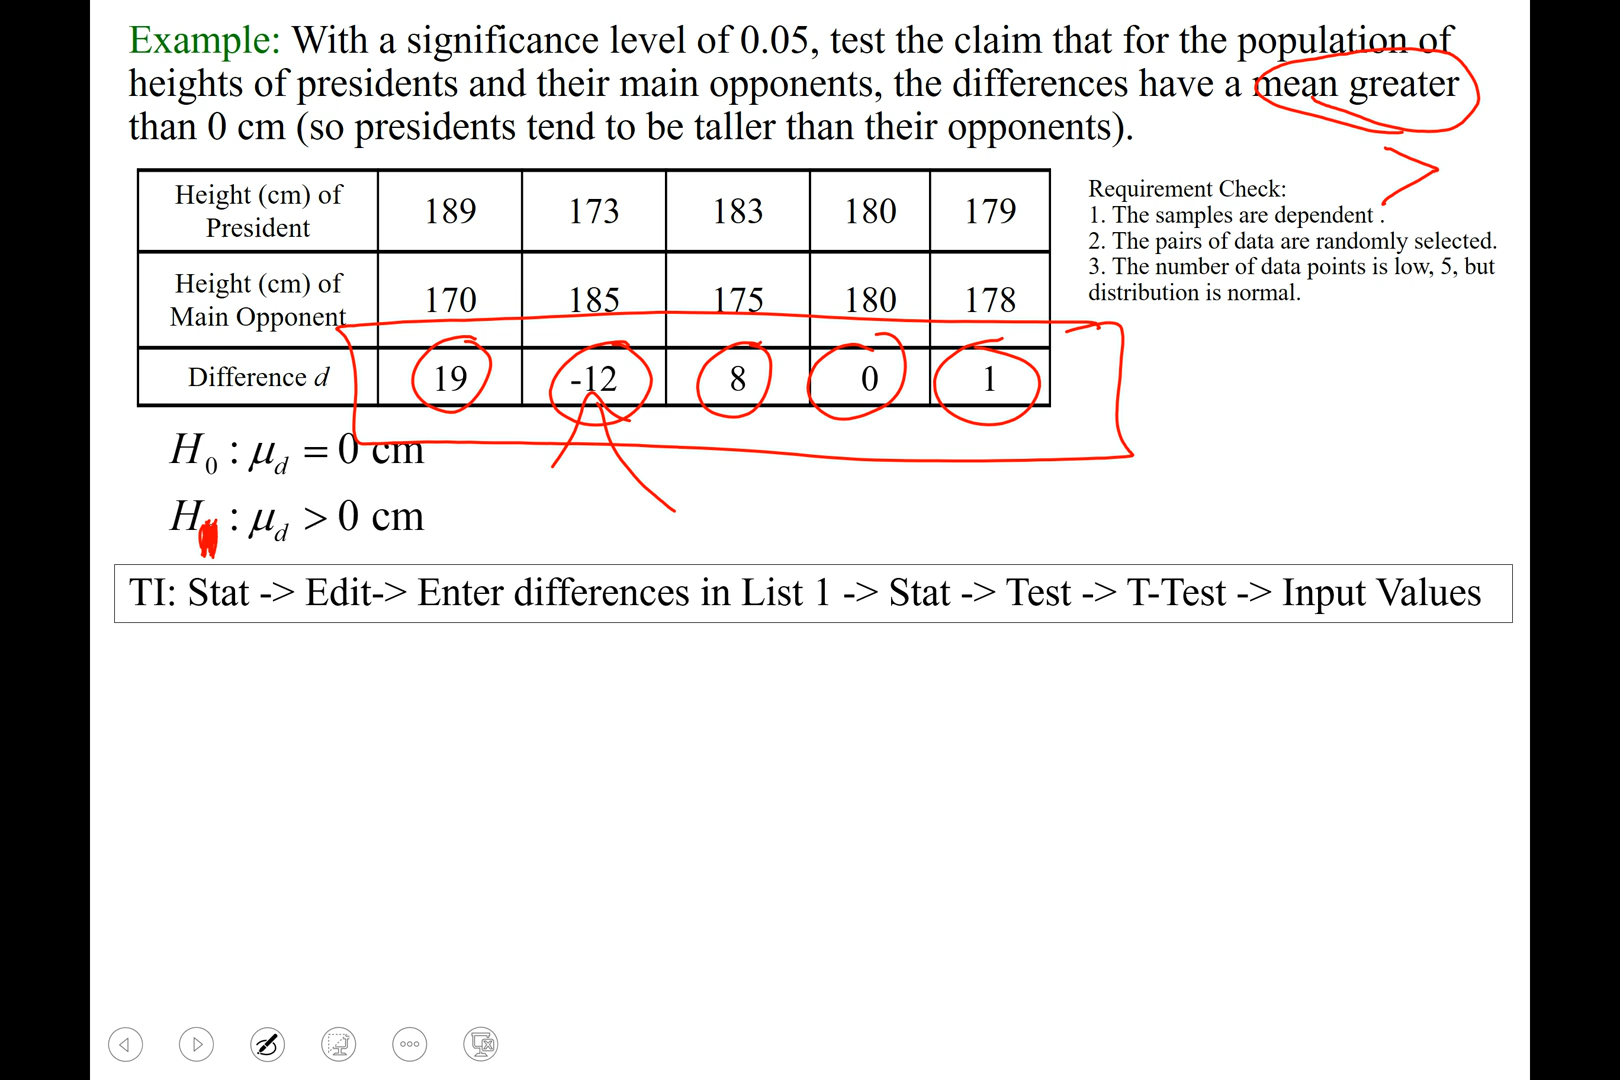 Example: With a significance level of 0.05, test the claim that for the population of
heights of presidents and their main opponents, the differences have a mean greater
than 0 cm (so presidents tend to be taller than their opponents).
Height (cm) of
President
189 173 183 180 179
Height (cm) of
Main Opponent
170 185 175 180 178
Difference d 19 -12 8 0 1
Requirement Check:
1. The samples are dependent .
2. The pairs of data are randomly selected.
3. The number of data points is low, 5, but
distribution is normal.
>
H₀ : μ_d = 0 cm
H : μ_d > 0 cm
TI: Stat -> Edit-> Enter differences in List 1 -> Stat -> Test -> T-Test -> Input Values